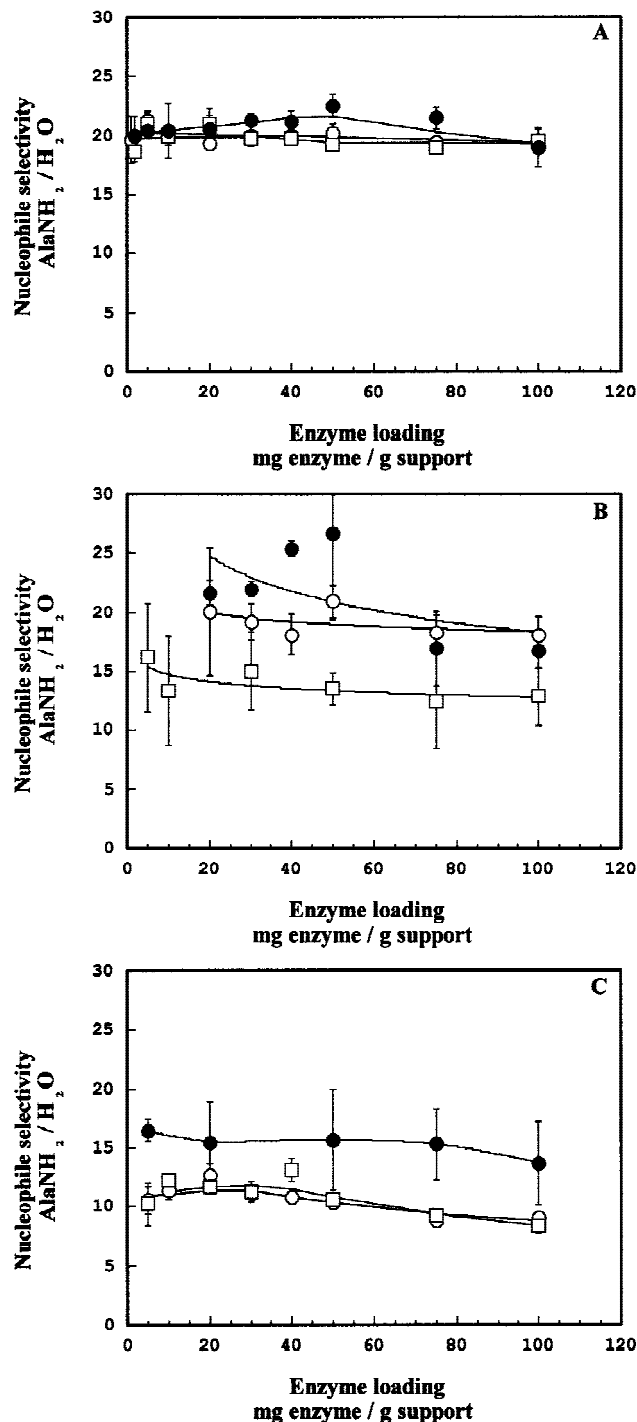 A
30
25
20
15
10
5
0
Nucleophile selectivity
AlaNH2 / H2O
0 20 40 60 80 100 120
Enzyme loading
mg enzyme / g support
B
30
25
20
15
10
5
0
Nucleophile selectivity
AlaNH2 / H2O
0 20 40 60 80 100 120
Enzyme loading
mg enzyme / g support
C
30
25
20
15
10
5
0
Nucleophile selectivity
AlaNH2 / H2O
0 20 40 60 80 100 120
Enzyme loading
mg enzyme / g support